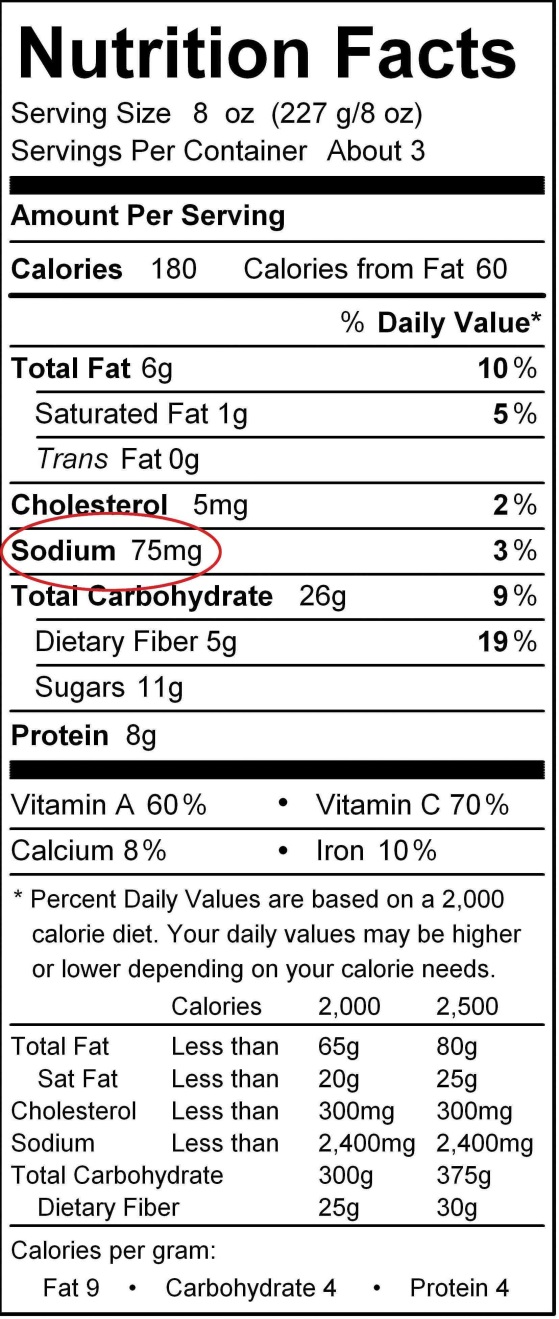 Nutrition Facts
Serving Size 8 oz (227 g/8 oz)
Servings Per Container About 3
Amount Per Serving
Calories 180 Calories from Fat 60
% Daily Value*
Total Fat 6g 10%
Saturated Fat 1g 5%
Trans Fat 0g
Cholesterol 5mg 2%
Sodium 75mg 3%
Total Carbohydrate 26g 9%
Dietary Fiber 5g 19%
Sugars 11g
Protein 8g
Vitamin A 60% • Vitamin C 70%
Calcium 8% • Iron 10%
* Percent Daily Values are based on a 2,000
calorie diet. Your daily values may be higher
or lower depending on your calorie needs.
Calories 2,000 2,500
Total Fat Less than 65g 80g
Sat Fat Less than 20g 25g
Cholesterol Less than 300mg 300mg
Sodium Less than 2,400mg 2,400mg
Total Carbohydrate 300g 375g
Dietary Fiber 25g 30g
Calories per gram:
Fat 9 • Carbohydrate 4 • Protein 4